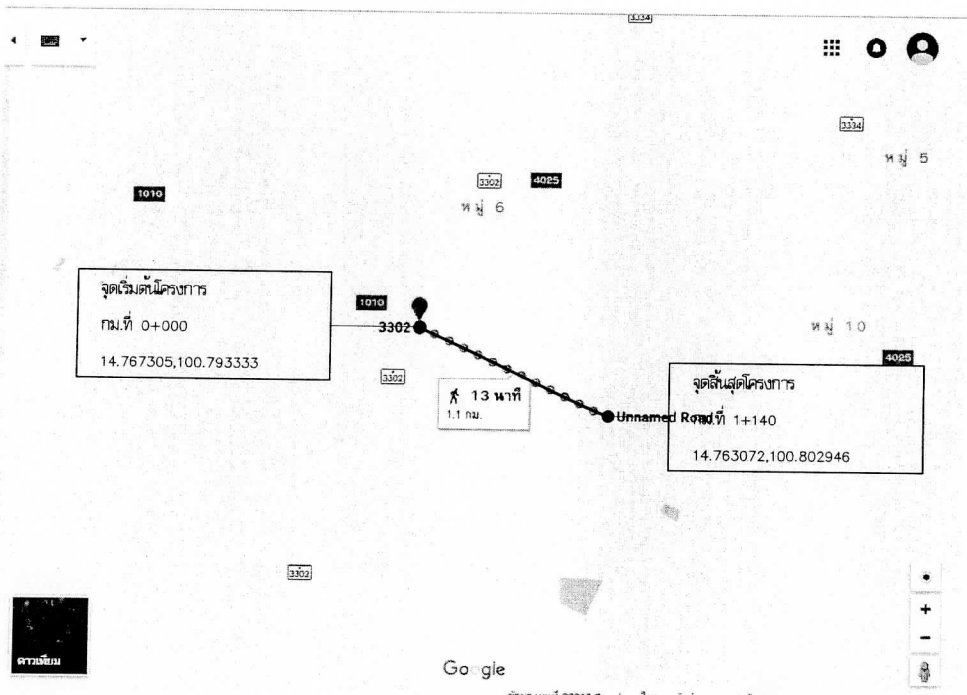 3334
3334
หมู่ 5
3302
4025
1010
หมู่ 6
จุดเริ่มต้นโครงการ
กม.ที่ 0+000
14.767305,100.793333
1010
3302
หมู่ 10
4025
3302
13 นาที
1.1 กม.
จุดสิ้นสุดโครงการ
กม.ที่ 1+140
14.763072,100.802946
Unnamed Road
3302
ดาวเทียม
Google